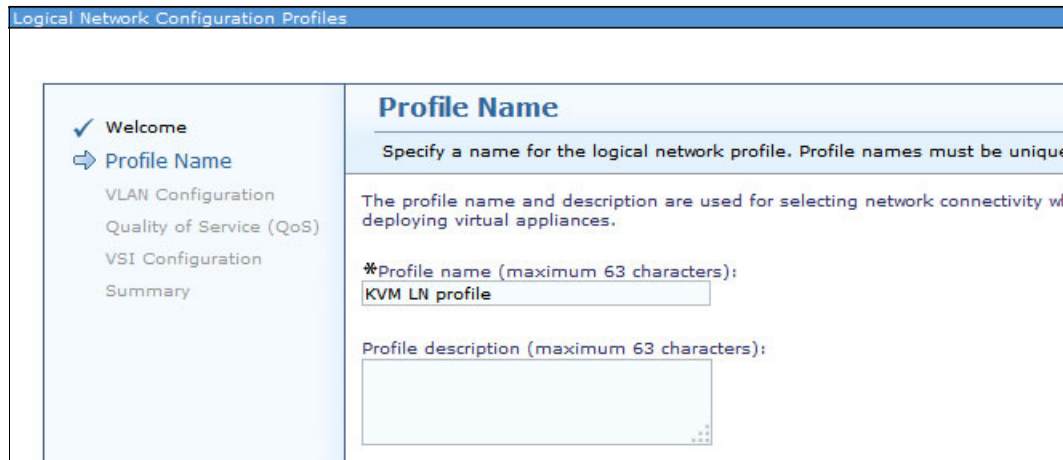 Logical Network Configuration Profiles
Welcome
Profile Name
VLAN Configuration
Quality of Service (QoS)
VSI Configuration
Summary
Profile Name
Specify a name for the logical network profile. Profile names must be unique
The profile name and description are used for selecting network connectivity
deploying virtual appliances.
*Profile name (maximum 63 characters):
KVM LN profile
Profile description (maximum 63 characters):